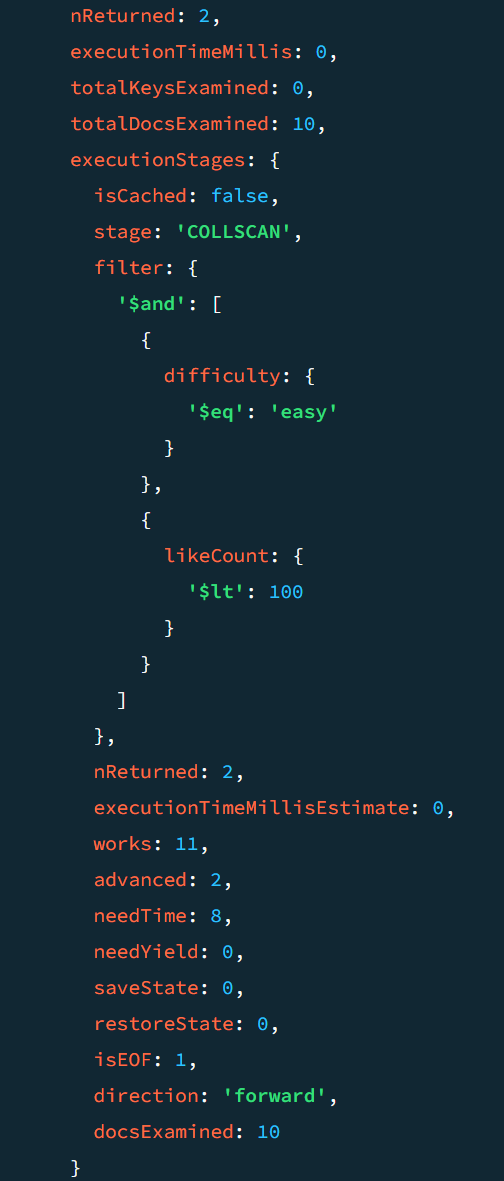 nReturned: 2,
executionTimeMillis: 0,
totalKeysExamined: 0,
totalDocsExamined: 10,
executionStages: {
  isCached: false,
  stage: 'COLLSCAN',
  filter: {
    '$and': [
      {
        difficulty: {
          '$eq': 'easy'
        }
      },
      {
        likeCount: {
          '$lt': 100
        }
      }
    ]
  },
  nReturned: 2,
  executionTimeMillisEstimate: 0,
  works: 11,
  advanced: 2,
  needTime: 8,
  needYield: 0,
  saveState: 0,
  restoreState: 0,
  isEOF: 1,
  direction: 'forward',
  docsExamined: 10
}